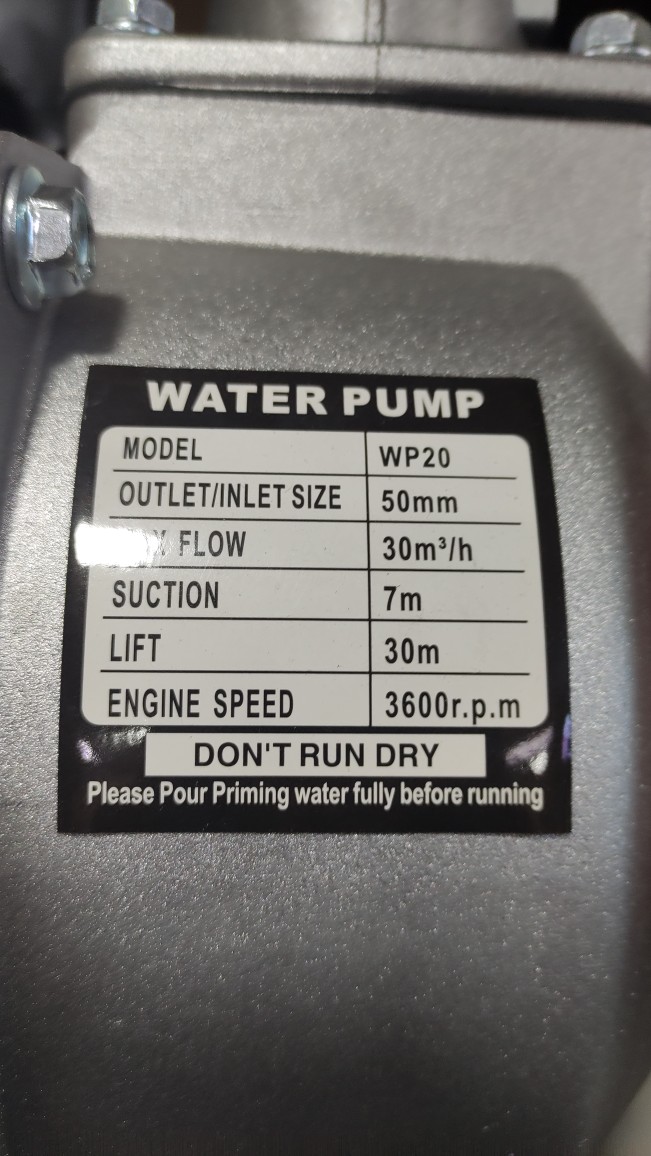 WATER PUMP
MODEL WP20
OUTLET/INLET SIZE 50mm
FLOW 30m³/h
SUCTION 7m
LIFT 30m
ENGINE SPEED 3600r.p.m
DON'T RUN DRY
Please Pour Priming water fully before running